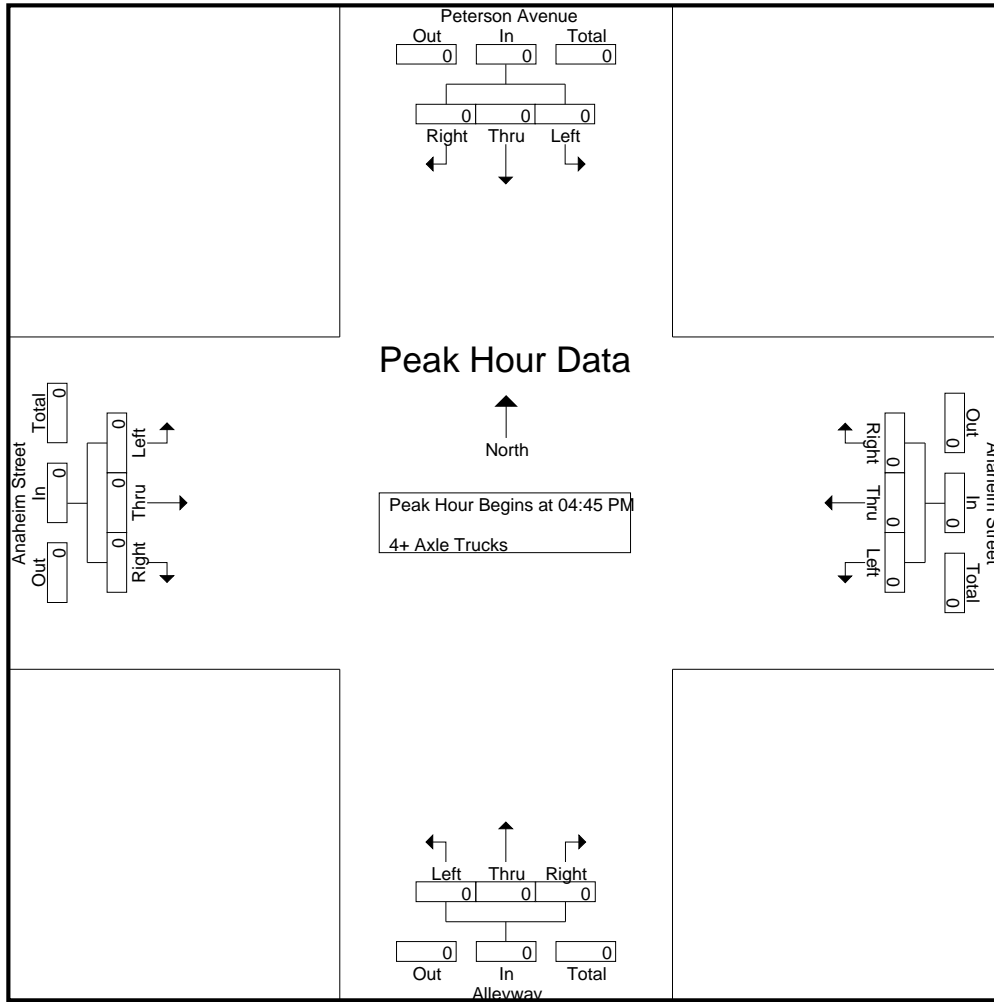 Peterson Avenue
Out In Total
0 0 0
0 0 0
Right Thru Left
Peak Hour Data
North
Peak Hour Begins at 04:45 PM
4+ Axle Trucks
Anaheim Street
Out In Total
0 0 0
0 0 0
Right Thru Left
Anaheim Street
Out In Total
0 0 0
0 0 0
Right Thru Left
Left Thru Right
0 0 0
0 0 0
Out In Total
Alleyway